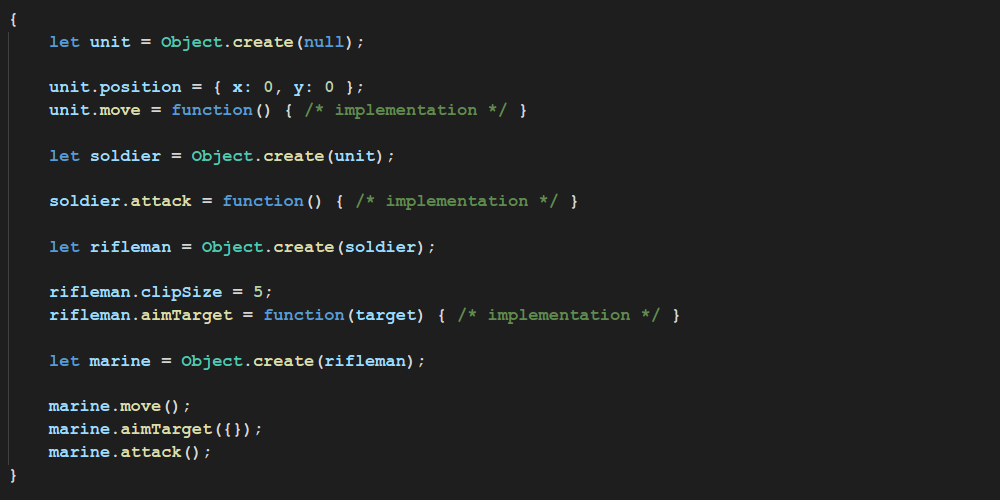 {
    let unit = Object.create(null);

    unit.position = { x: 0, y: 0 };
    unit.move = function() { /* implementation */ }

    let soldier = Object.create(unit);

    soldier.attack = function() { /* implementation */ }

    let rifleman = Object.create(soldier);

    rifleman.clipSize = 5;
    rifleman.aimTarget = function(target) { /* implementation */ }

    let marine = Object.create(rifleman);

    marine.move();
    marine.aimTarget({});
    marine.attack();
}